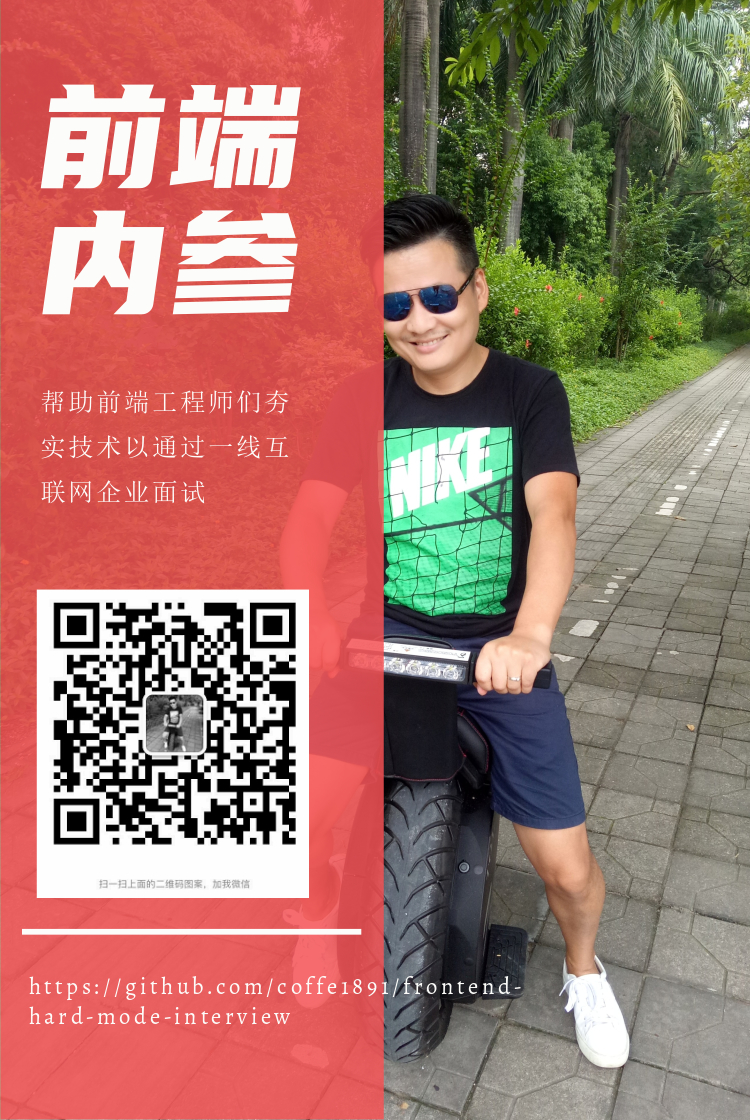 前端
内参
帮助前端工程师们夯
实技术以通过一线互
联网企业面试
NIKE
扫一扫上面的二维码图案，加我微信
https://github.com/coffe1891/frontend-
hard-mode-interview